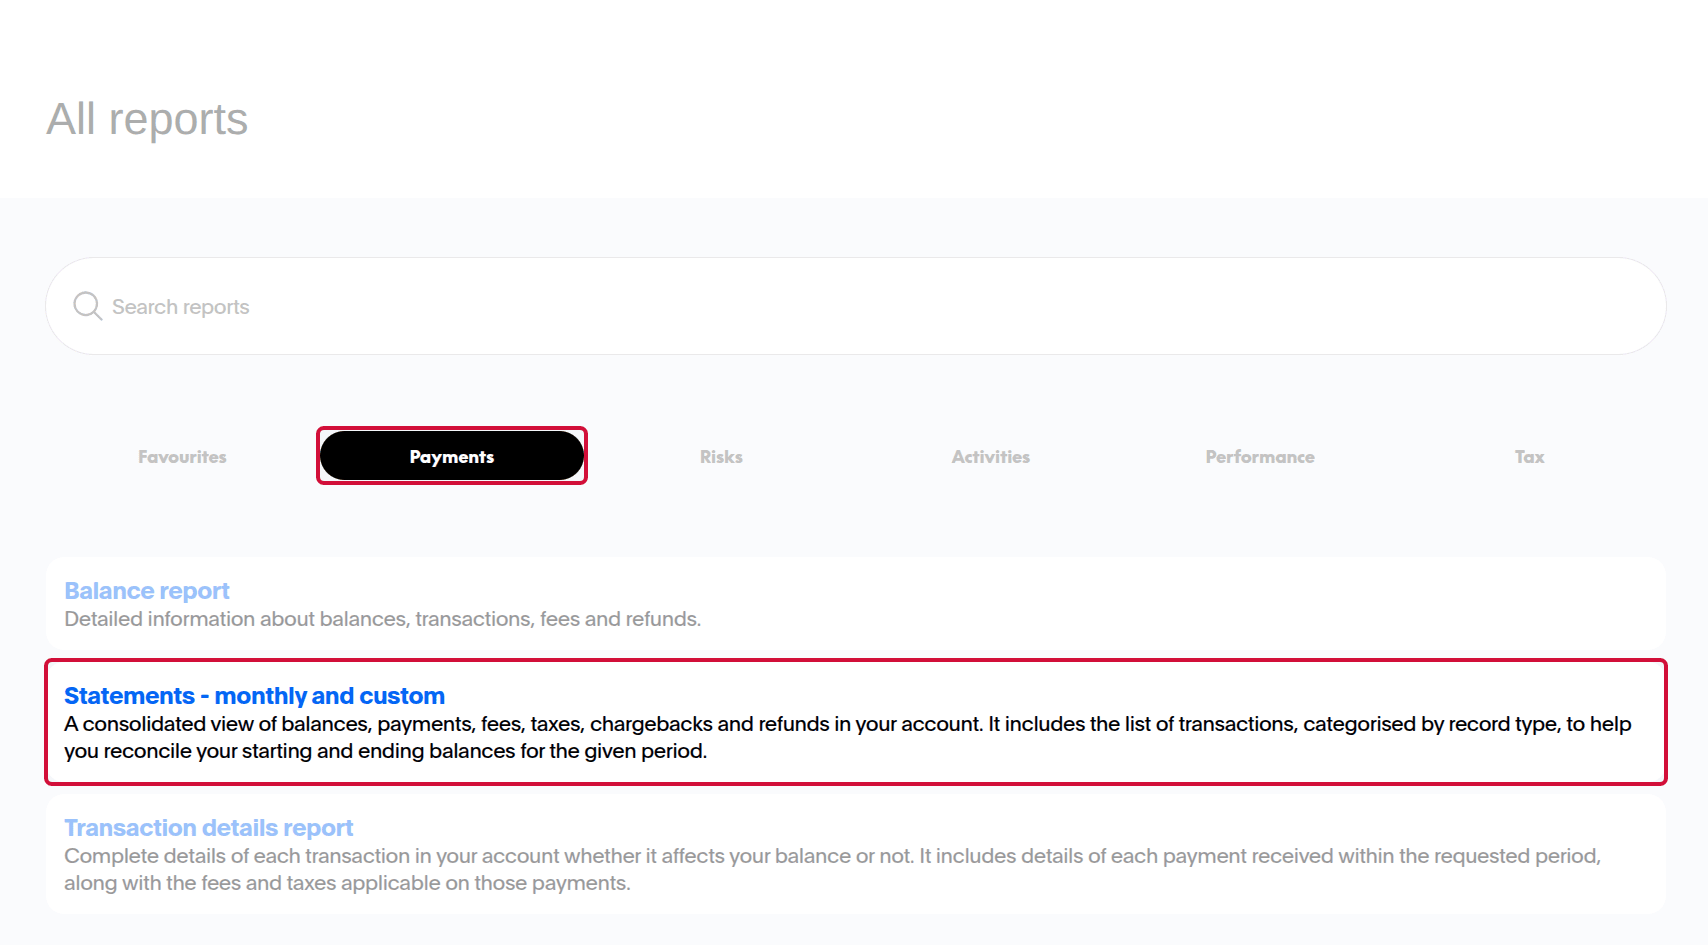 All reports
Search reports
Favourites
Payments
Risks
Activities
Performance
Tax
Balance report
Detailed information about balances, transactions, fees and refunds.
Statements - monthly and custom
A consolidated view of balances, payments, fees, taxes, chargebacks and refunds in your account. It includes the list of transactions, categorised by record type, to help
you reconcile your starting and ending balances for the given period.
Transaction details report
Complete details of each transaction in your account whether it affects your balance or not. It includes details of each payment received within the requested period,
along with the fees and taxes applicable on those payments.